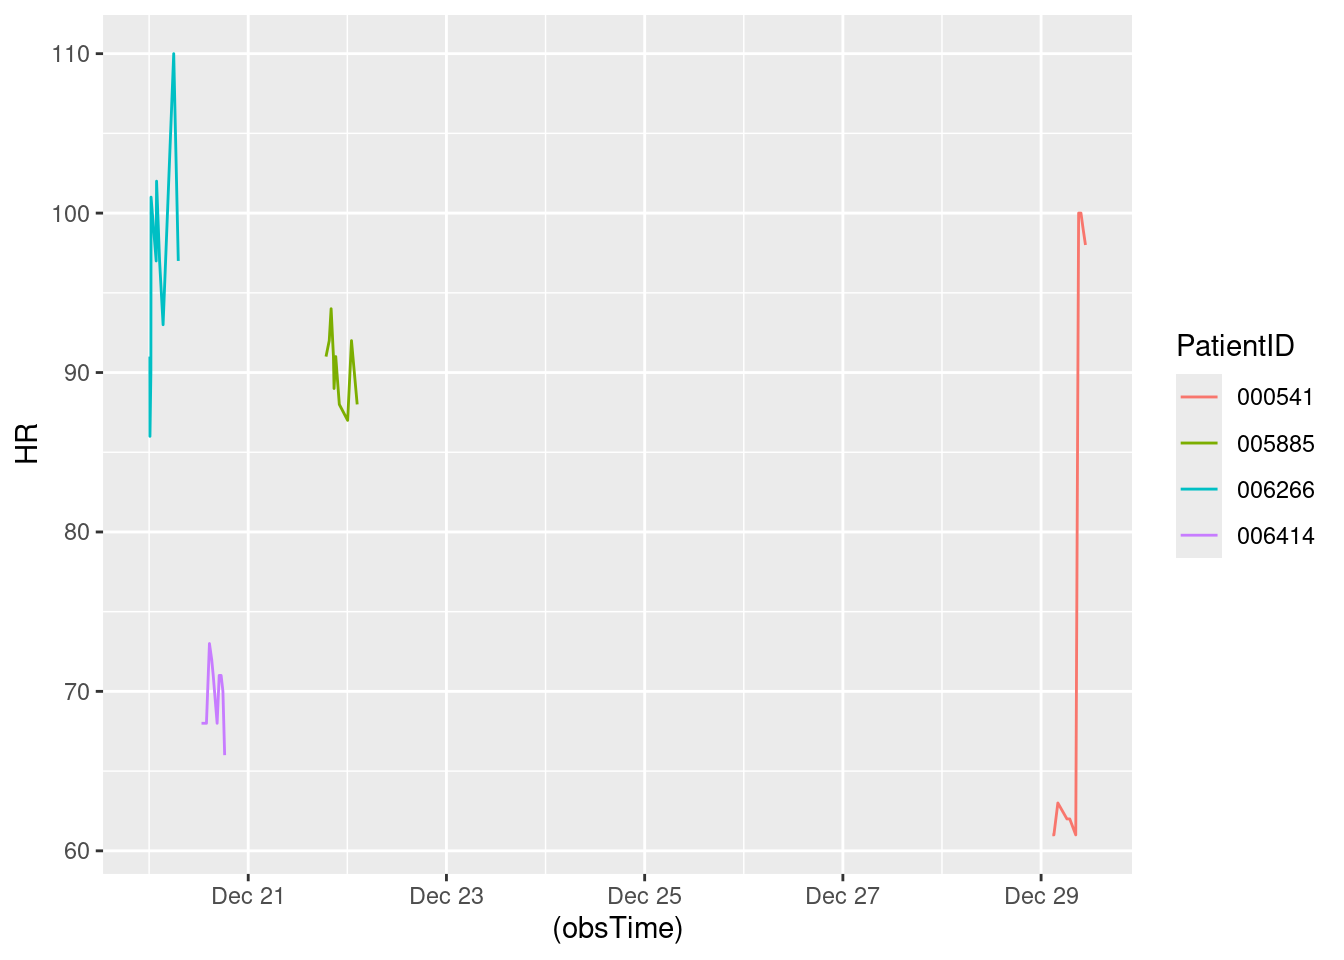 110
100
90
80
70
60
HR
Dec 21
Dec 23
Dec 25
Dec 27
Dec 29
(obsTime)
PatientID
000541
005885
006266
006414